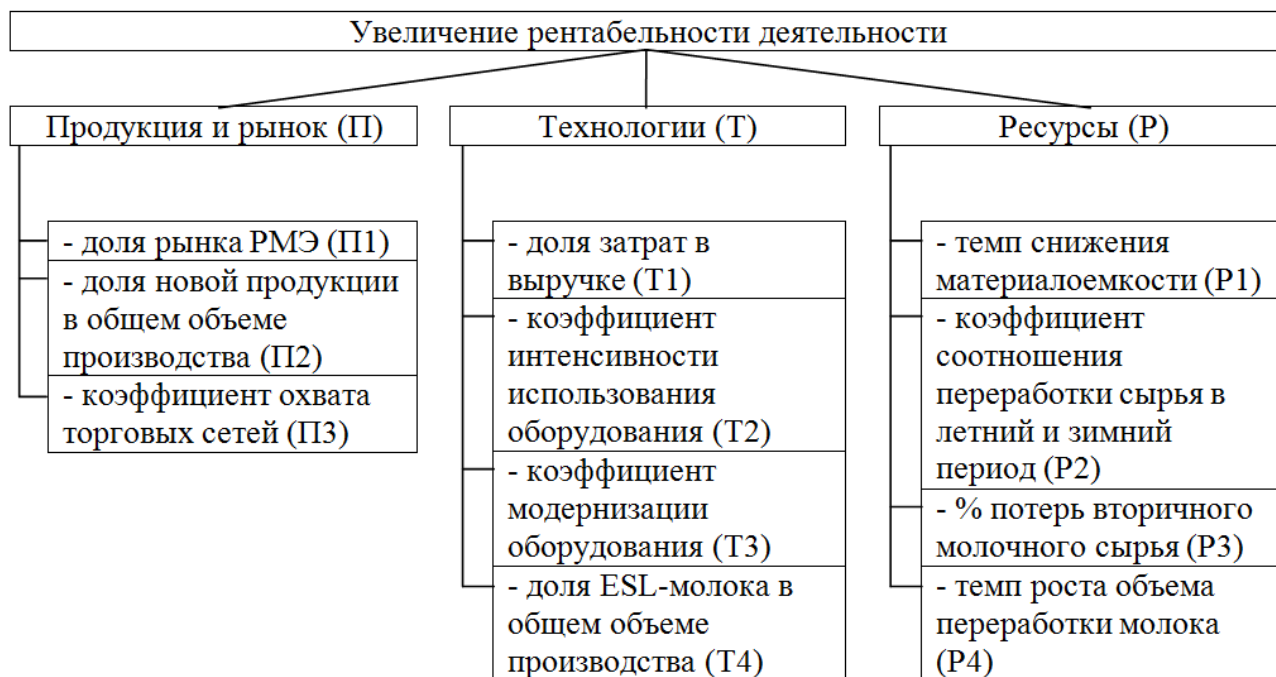 Увеличение рентабельности деятельности
Продукция и рынок (П)
- доля рынка РМЭ (П1)
- доля новой продукции
в общем объеме
производства (П2)
- коэффициент охвата
торговых сетей (П3)
Технологии (Т)
- доля затрат в
выручке (Т1)
- коэффициент
интенсивности
использования
оборудования (Т2)
- коэффициент
модернизации
оборудования (Т3)
- доля ESL-молока в
общем объеме
производства (Т4)
Ресурсы (Р)
- темп снижения
материалоемкости (Р1)
- коэффициент
соотношения
переработки сырья в
летний и зимний
период (Р2)
- % потерь вторичного
молочного сырья (Р3)
- темп роста объема
переработки молока
(Р4)